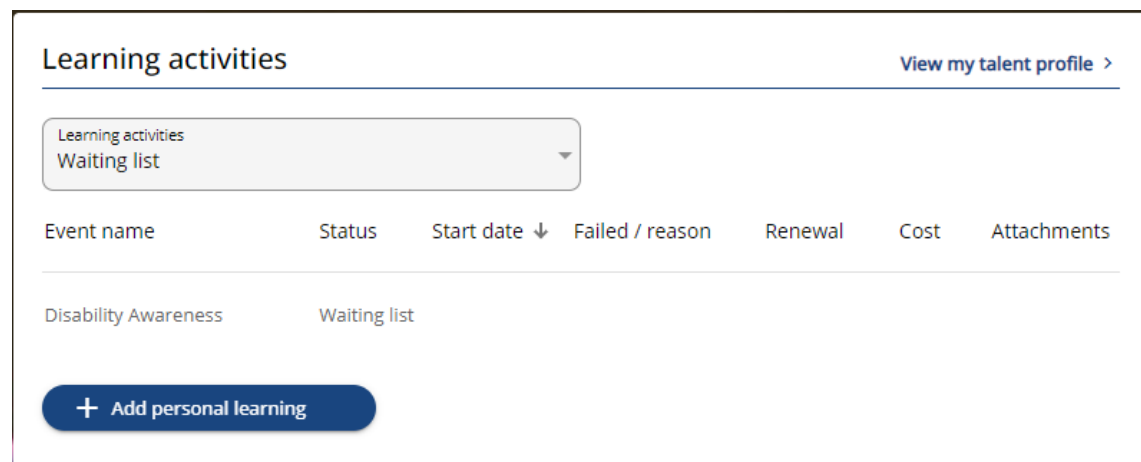 Learning activities
View my talent profile >
Learning activities
Waiting list
Event name Status Start date ↓ Failed / reason Renewal Cost Attachments
Disability Awareness Waiting list
+ Add personal learning